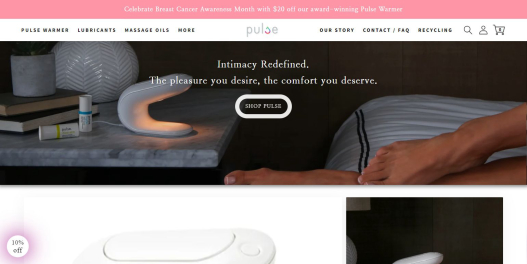 Celebrate Breast Cancer Awareness Month with $20 off our award-winning Pulse Warmer
PULSE WARMER LUBRICANTS MASSAGE OILS MORE
pulse
OUR STORY CONTACT / FAQ RECYCLING
Intimacy Redefined.
The pleasure you desire, the comfort you deserve.
SHOP PULSE
10%
off